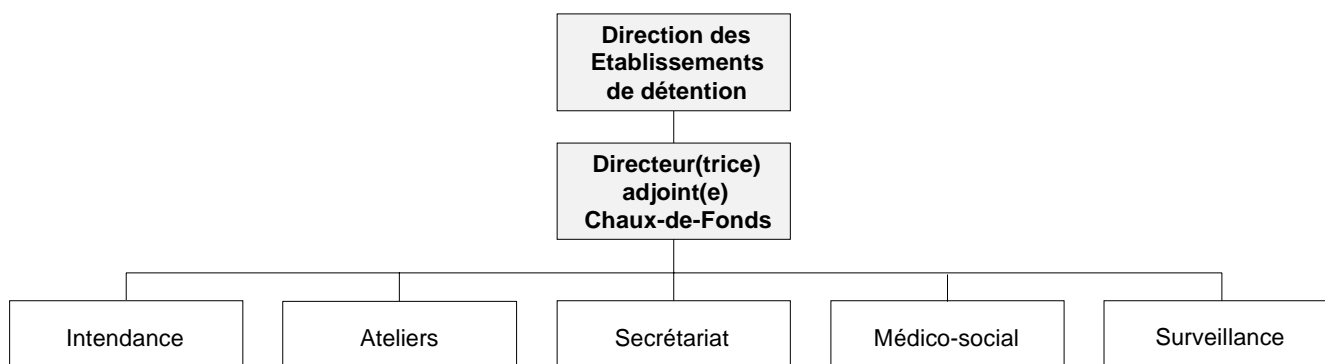 Direction des
Etablissements
de détention
Directeur(trice)
adjoint(e)
Chaux-de-Fonds
Intendance
Ateliers
Secrétariat
Médico-social
Surveillance